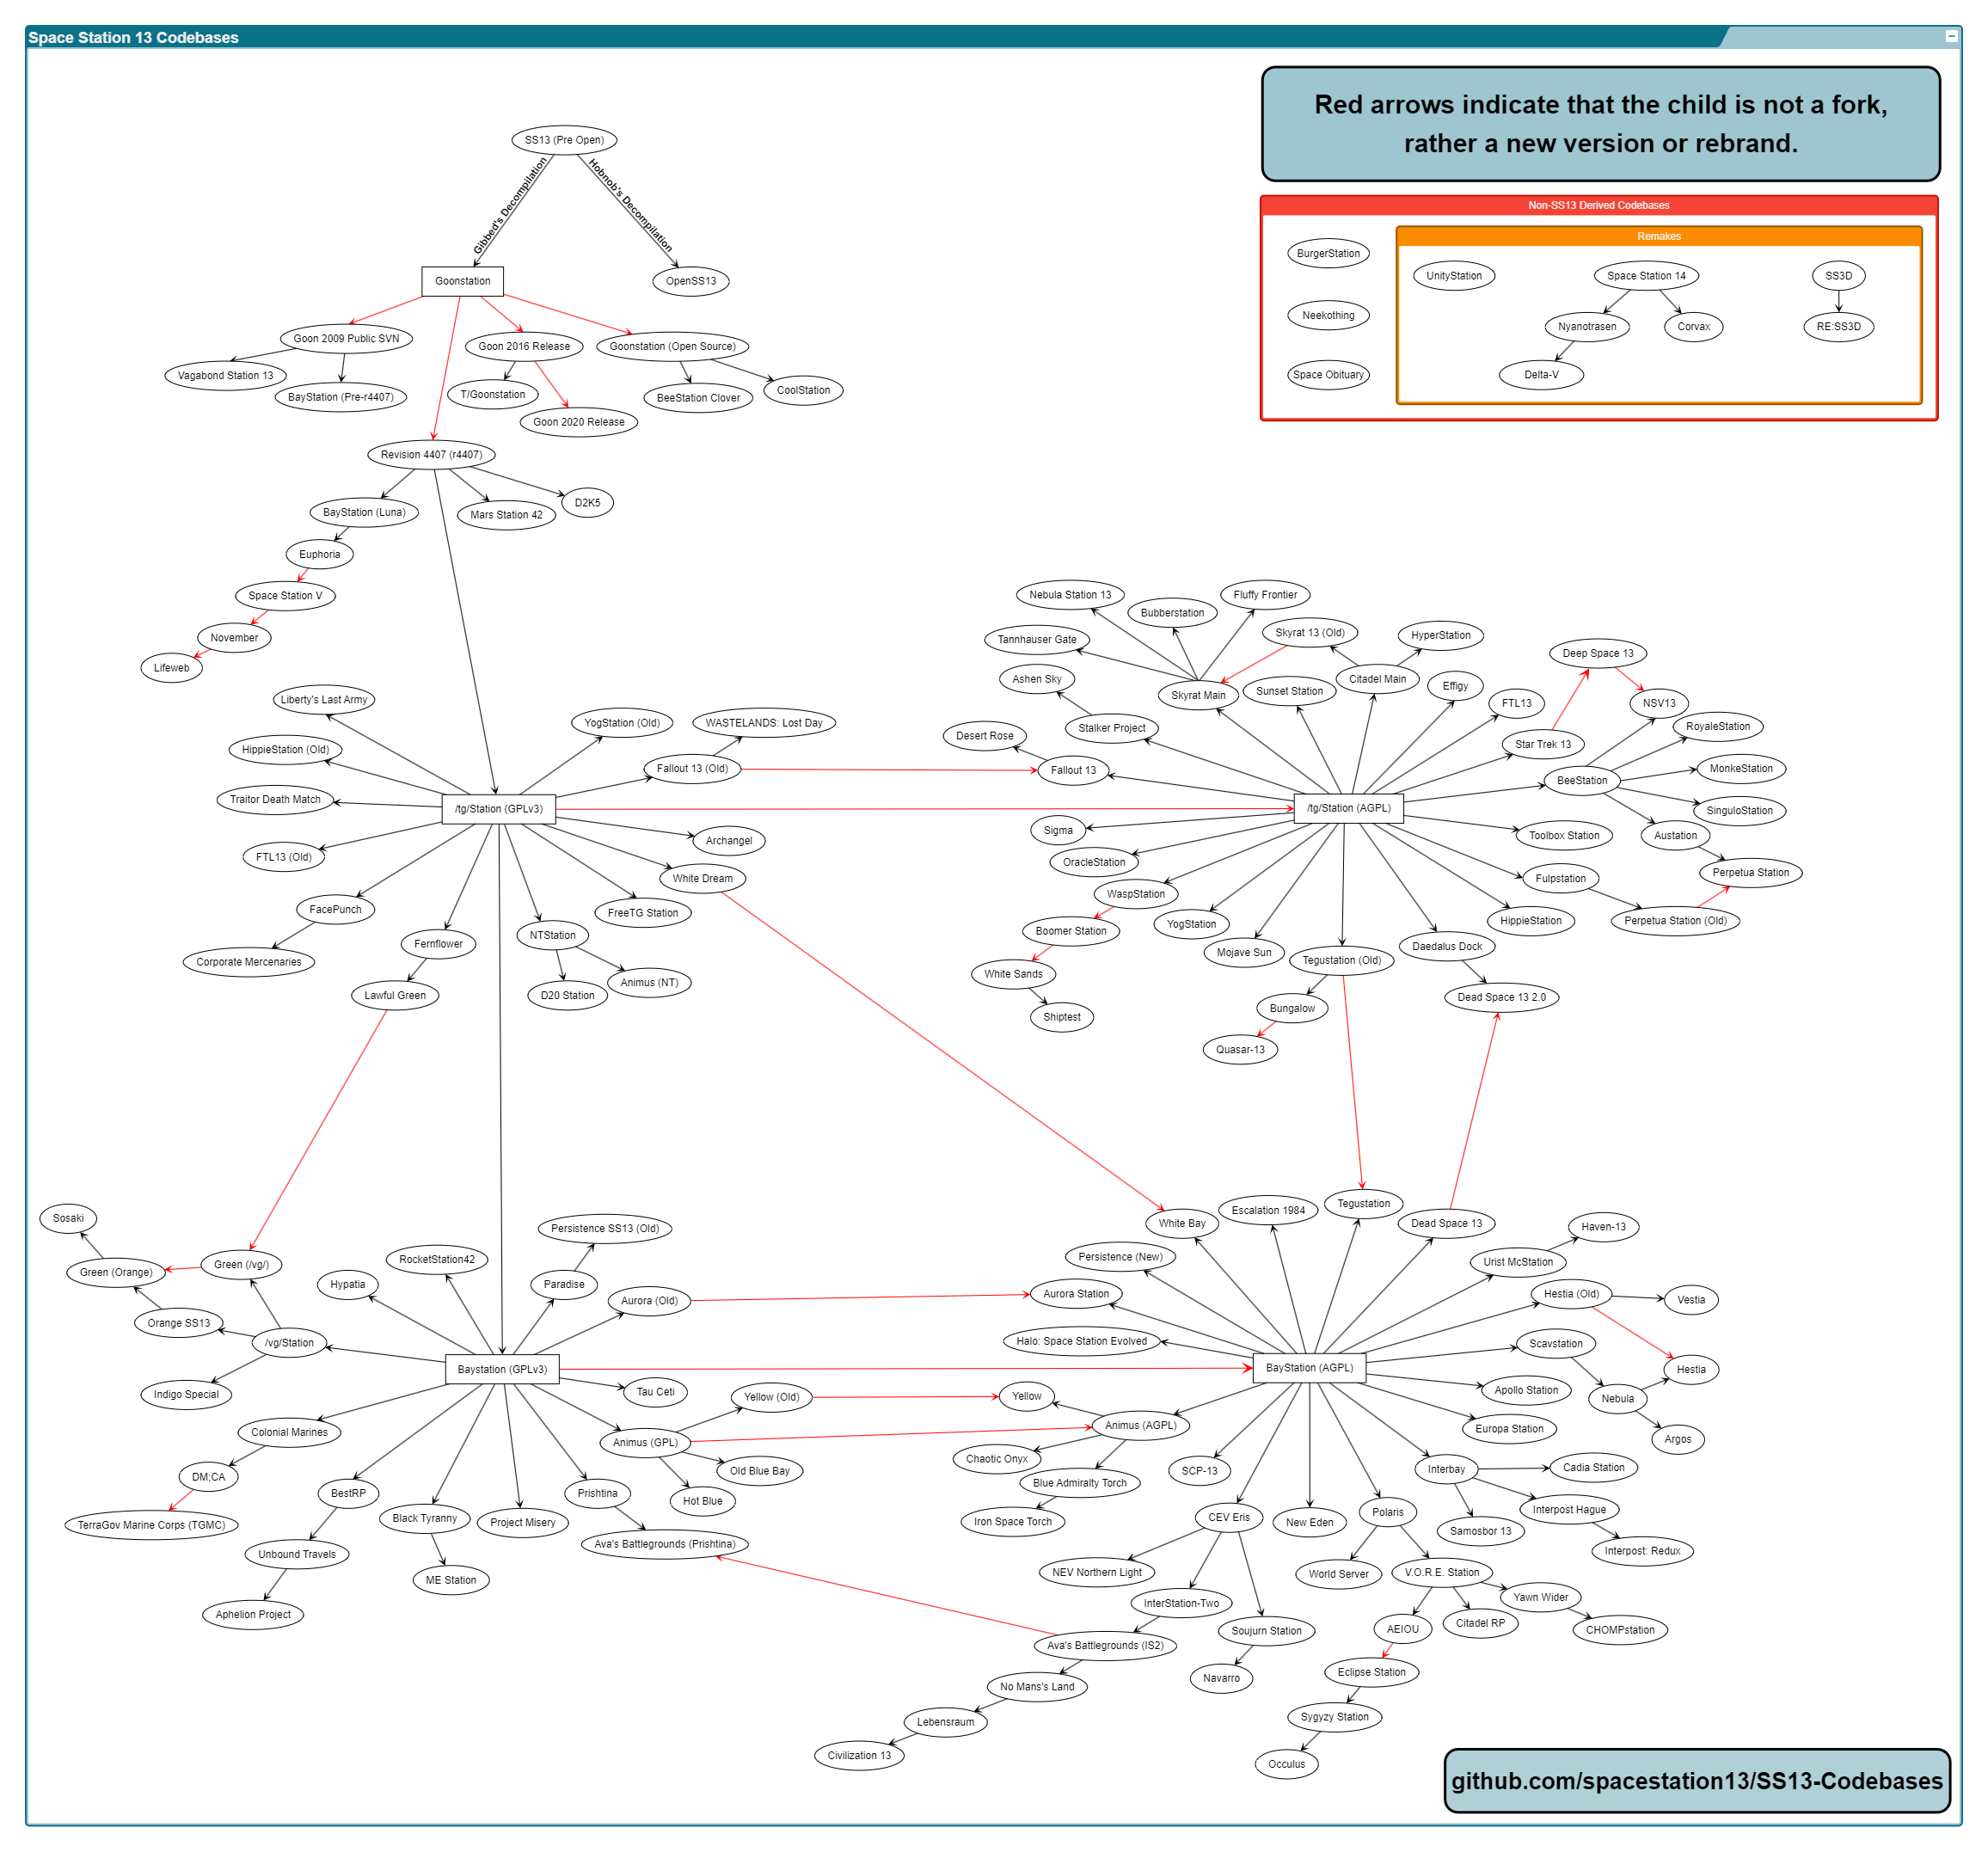 Space Station 13 Codebases
Red arrows indicate that the child is not a fork,
rather a new version or rebrand.
Non-SS13 Derived Codebases
Remakes
BurgerStation
Neekothing
Space Obituary
UnityStation
Space Station 14
SS3D
Nyanotrasen
Corvax
RE:SS3D
Delta-V
SS13 (Pre Open)
Gibbed's Decompilation
Hobnob's Decompilation
Goonstation
OpenSS13
Goon 2009 Public SVN
Goon 2016 Release
Goonstation (Open Source)
Vagabond Station 13
BayStation (Pre-r4407)
T/Goonstation
BeeStation Clover
CoolStation
Goon 2020 Release
Revision 4407 (r4407)
BayStation (Luna)
Mars Station 42
D2K5
Euphoria
Space Station V
November
Lifeweb
Liberty's Last Army
HippieStation (Old)
Traitor Death Match
FTL13 (Old)
YogStation (Old)
WASTELANDS: Lost Day
Fallout 13 (Old)
/tg/Station (GPLv3)
Archangel
White Dream
FreeTG Station
FacePunch
Corporate Mercenaries
Fernflower
Lawful Green
NTStation
D20 Station
Animus (NT)
Nebula Station 13
Bubberstation
Fluffy Frontier
Tannhauser Gate
Skyrat 13 (Old)
HyperStation
Ashen Sky
Skyrat Main
Sunset Station
Citadel Main
Effigy
FTL13
Deep Space 13
NSV13
Desert Rose
Stalker Project
Star Trek 13
RoyaleStation
Fallout 13
BeeStation
MonkeStation
/tg/Station (AGPL)
SinguloStation
Sigma
Toolbox Station
Austation
OracleStation
WaspStation
Fulpstation
Perpetua Station
Boomer Station
YogStation
HippieStation
Perpetua Station (Old)
Mojave Sun
Daedalus Dock
White Sands
Tegustation (Old)
Shiptest
Bungalow
Dead Space 13 2.0
Quasar-13
Sosaki
Green (Orange)
Green (/vg/)
Orange SS13
/vg/Station
Indigo Special
Hypatia
RocketStation42
Persistence SS13 (Old)
Paradise
Aurora (Old)
Baystation (GPLv3)
Tau Ceti
Yellow (Old)
Colonial Marines
Animus (GPL)
Old Blue Bay
Hot Blue
DM;CA
TerraGov Marine Corps (TGMC)
BestRP
Black Tyranny
Project Misery
Prishtina
Ava's Battlegrounds (Prishtina)
Unbound Travels
ME Station
Aphelion Project
White Bay
Escalation 1984
Tegustation
Dead Space 13
Haven-13
Persistence (New)
Urist McStation
Aurora Station
Hestia (Old)
Vestia
Halo: Space Station Evolved
Scavstation
BayStation (AGPL)
Hestia
Yellow
Apollo Station
Nebula
Animus (AGPL)
Europa Station
Argos
Chaotic Onyx
Blue Admiralty Torch
SCP-13
Interbay
Cadia Station
Iron Space Torch
CEV Eris
New Eden
Polaris
Samosbor 13
Interpost Hague
Interpost: Redux
NEV Northern Light
World Server
V.O.R.E. Station
InterStation-Two
Yawn Wider
Soujurn Station
AEIOU
Citadel RP
CHOMPstation
Ava's Battlegrounds (IS2)
Navarro
Eclipse Station
No Mans's Land
Sygyzy Station
Lebensraum
Civilization 13
Occulus
github.com/spacestation13/SS13-Codebases